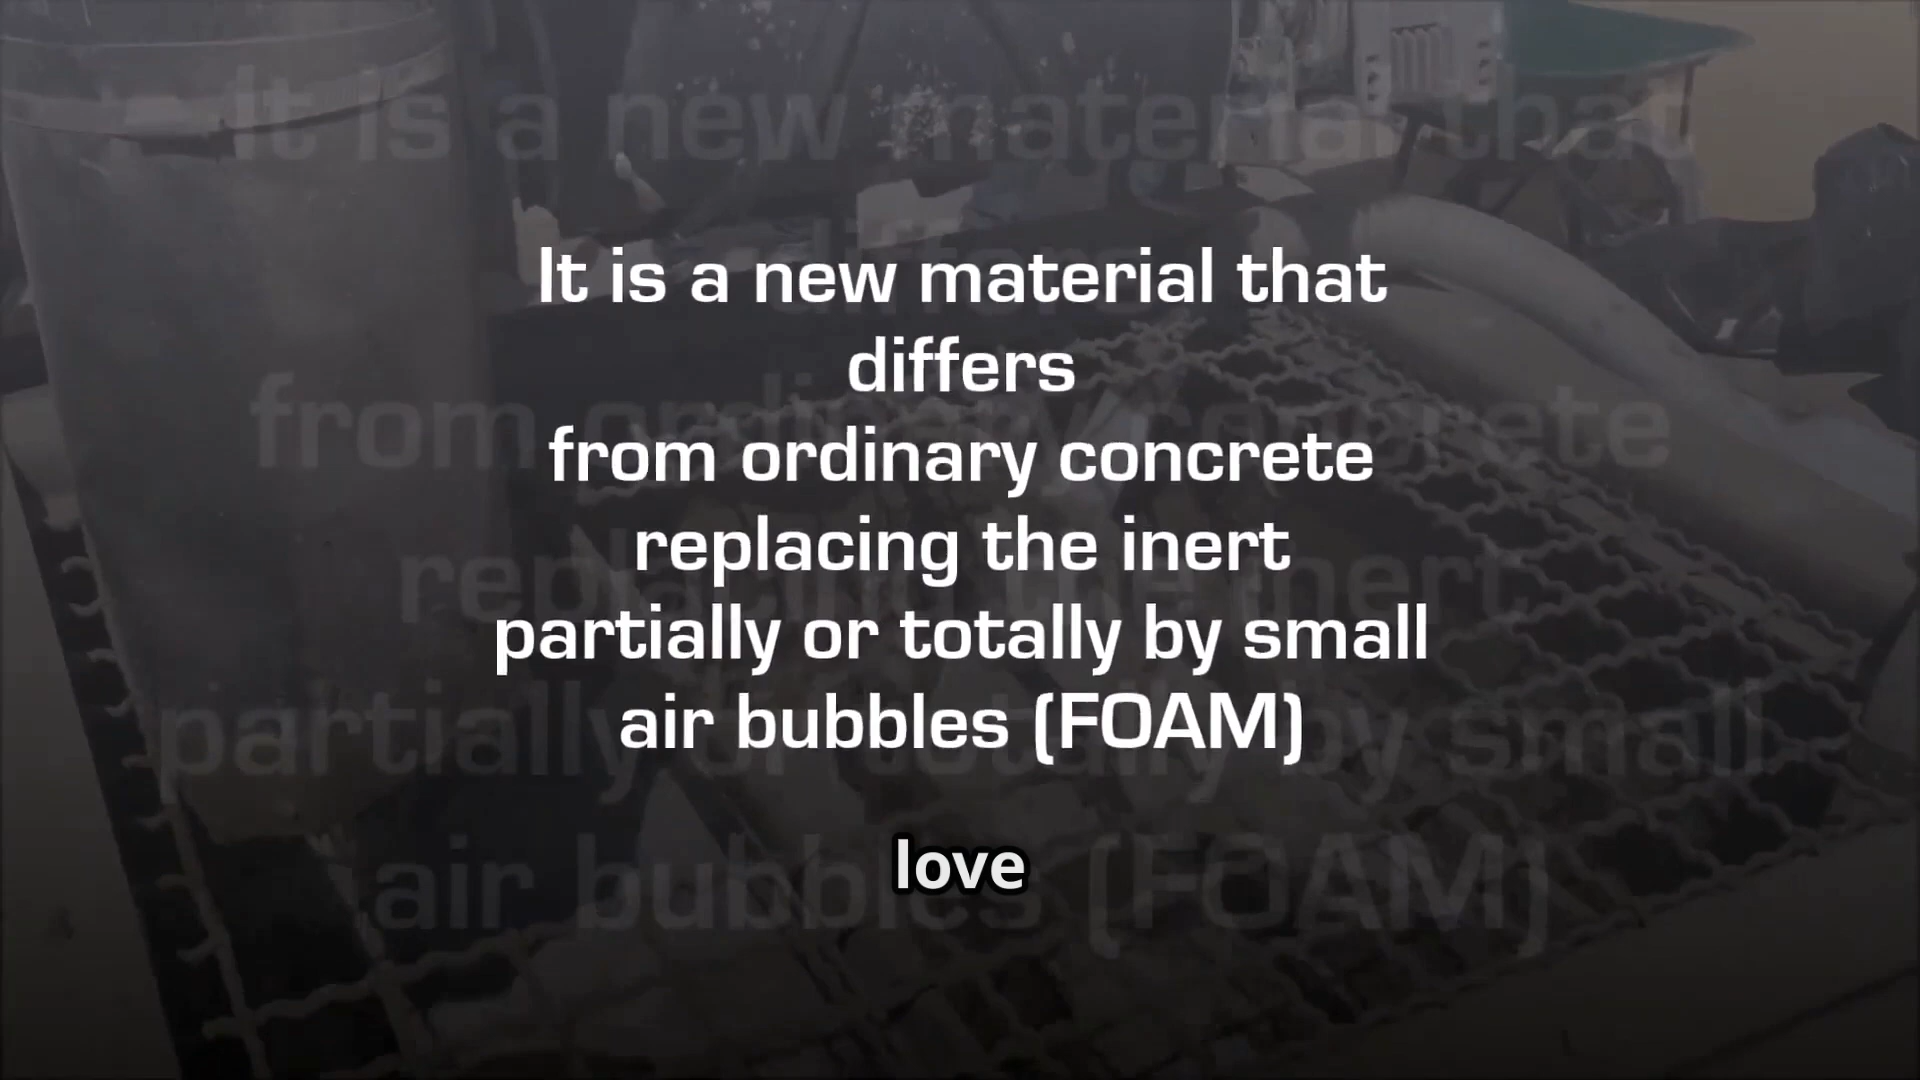 It is a new material that
differs
from ordinary concrete
replacing the inert
partially or totally by small
air bubbles (FOAM)
love